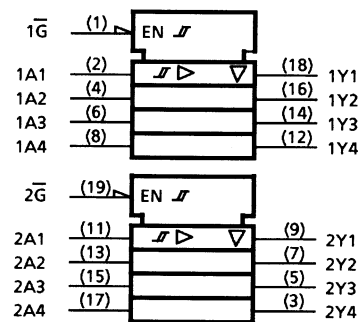 1G̅ (1) EN
1A1 (2) (18) 1Y1
1A2 (4) (16) 1Y2
1A3 (6) (14) 1Y3
1A4 (8) (12) 1Y4
2G̅ (19) EN
2A1 (11) (9) 2Y1
2A2 (13) (7) 2Y2
2A3 (15) (5) 2Y3
2A4 (17) (3) 2Y4